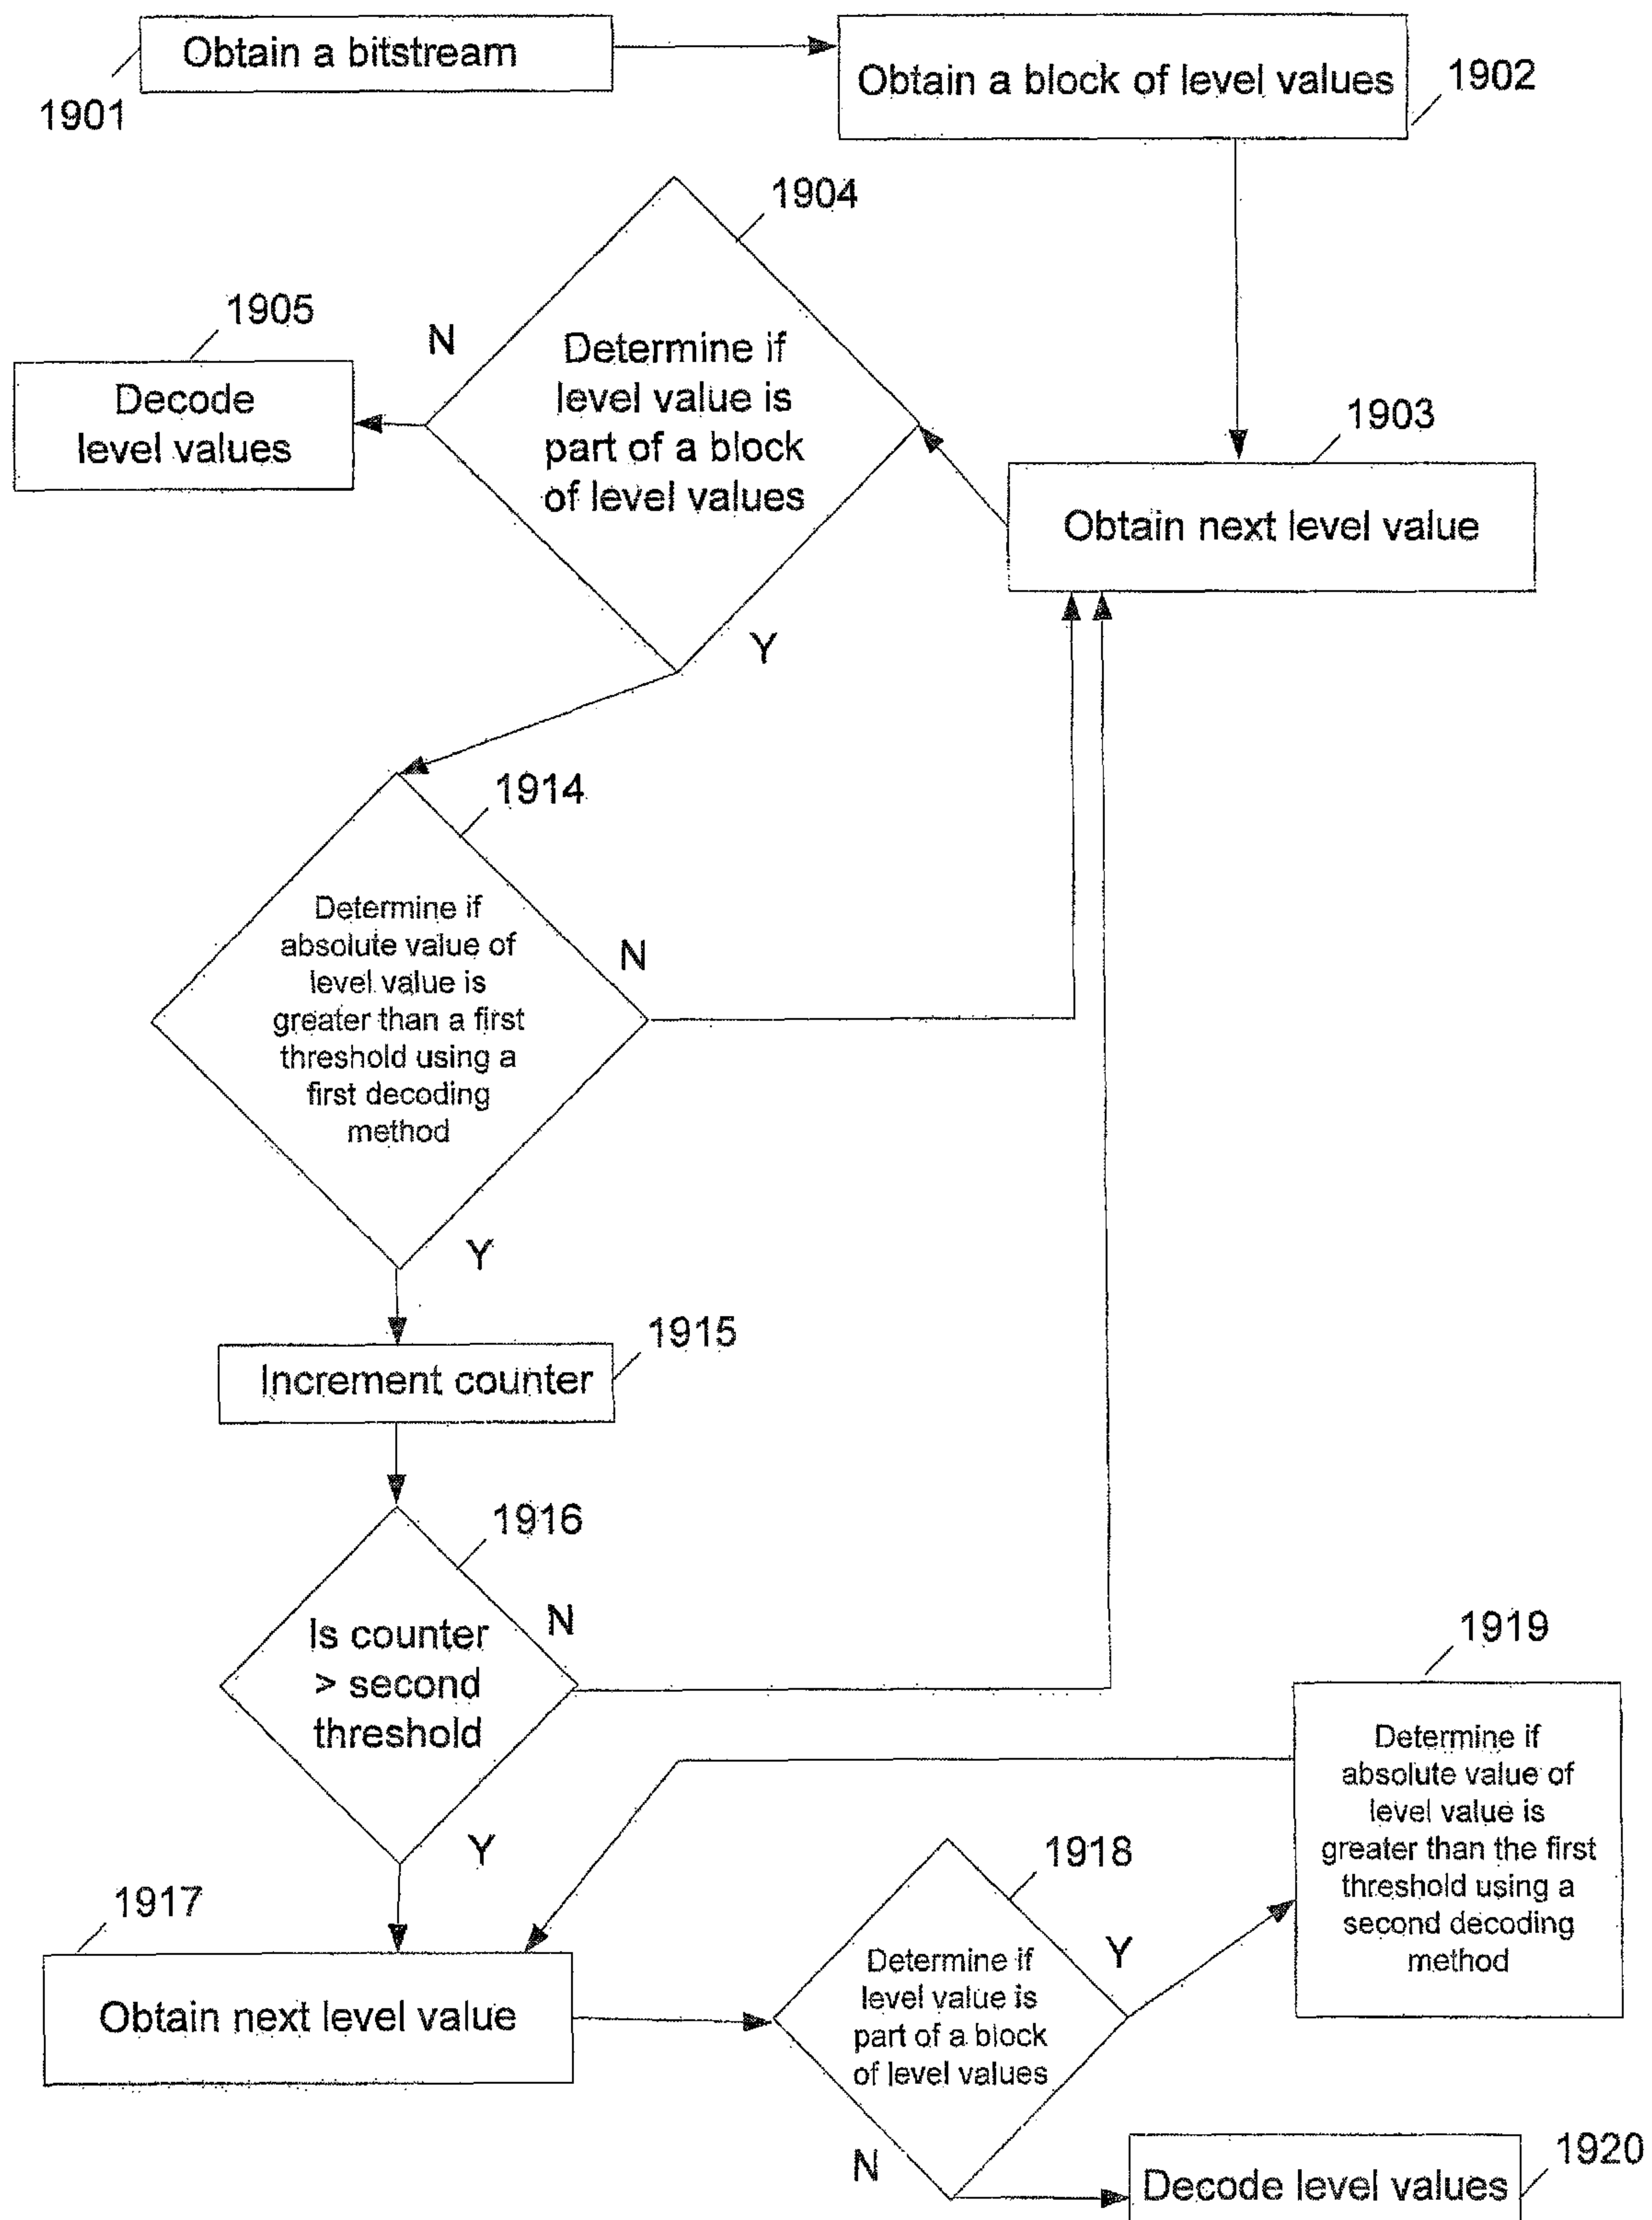 Obtain a bitstream
1901
Obtain a block of level values
1902
1904
Determine if
level value is
part of a block
of level values
N
Y
1905
Decode
level values
1903
Obtain next level value
1914
Determine if
absolute value of
level value is
greater than a first
threshold using a
first decoding
method
N
Y
1915
Increment counter
1916
Is counter
> second
threshold
N
Y
1917
Obtain next level value
1918
Determine if
level value is
part of a block
of level values
Y
N
1919
Determine if
absolute value of
level value is
greater than the first
threshold using a
second decoding
method
1920
Decode level values